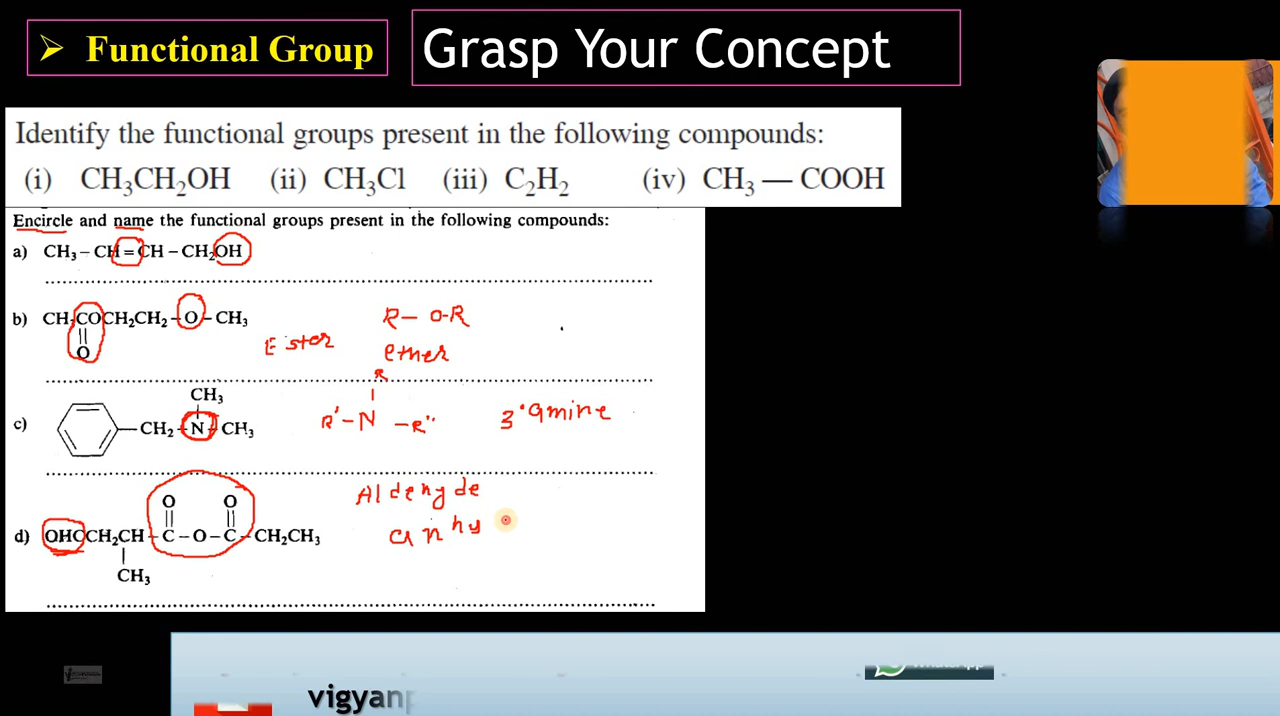 ➢ Functional Group
Grasp Your Concept
Identify the functional groups present in the following compounds:
(i) CH₃CH₂OH (ii) CH₃Cl (iii) C₂H₂ (iv) CH₃ — COOH
Encircle and name the functional groups present in the following compounds:
a) CH₃ – CH = CH – CH₂OH
b) CH₃COCH₂CH₂ – O – CH₃ R – O-R
||
O
Ester ether
CH₃ R
|
c) CH₂ – N – CH₃ R' – N – R'' 3° amine
O O Aldehyde
|| ||
d) OHCCH₂CH – C – O – C – CH₂CH₃ anhy
|
CH₃
vigyanp